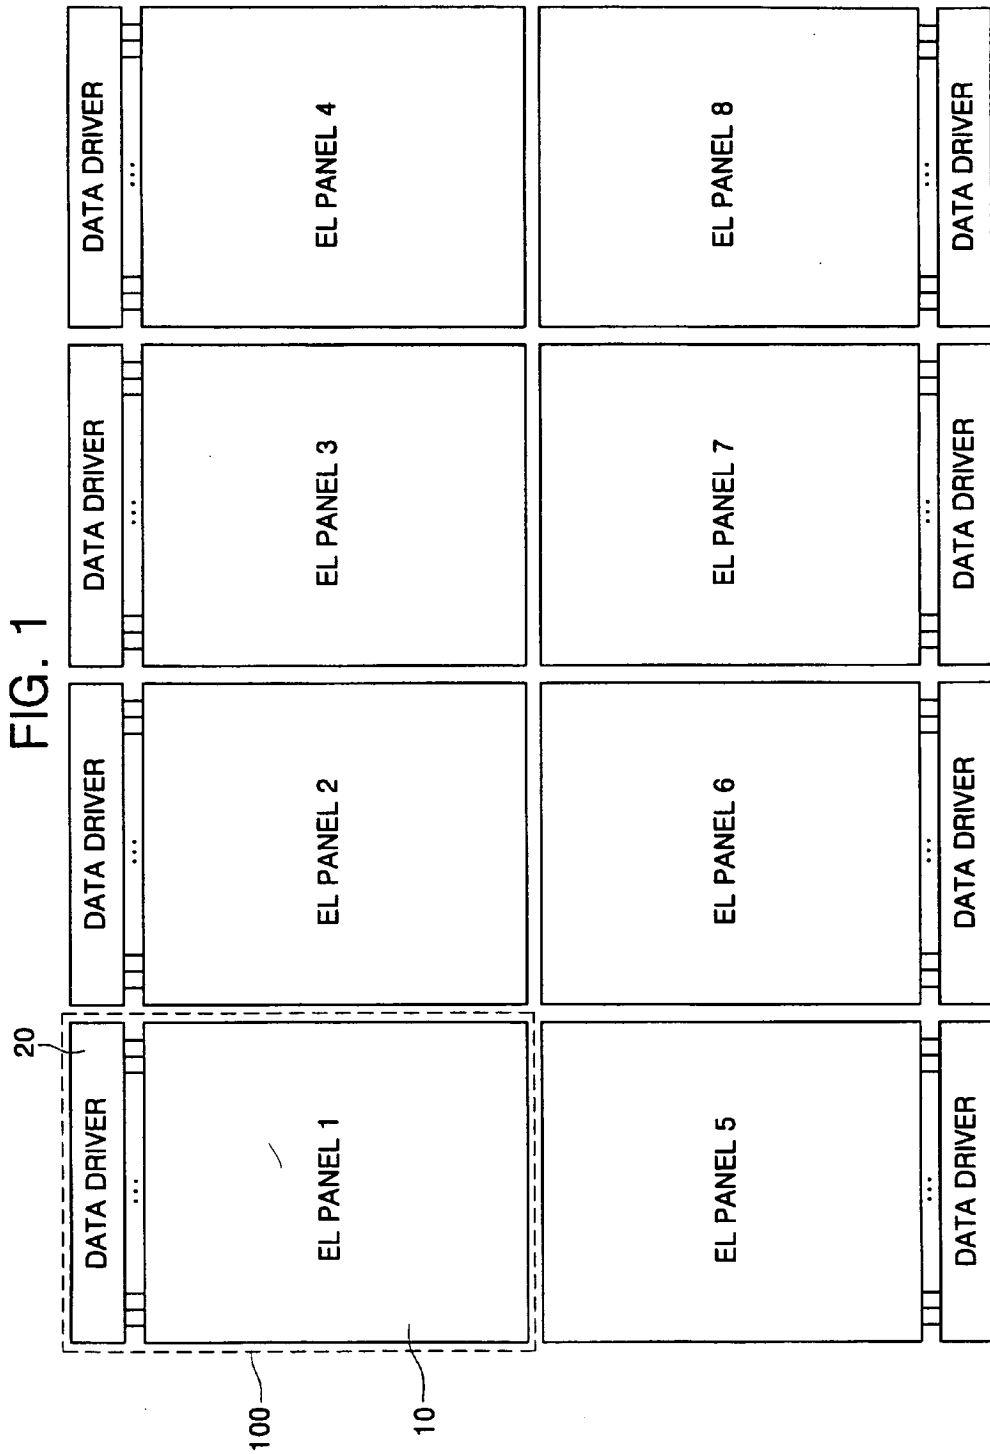 FIG. 1
20
DATA DRIVER
DATA DRIVER
DATA DRIVER
DATA DRIVER
...
...
...
...
100
EL PANEL 1
EL PANEL 2
EL PANEL 3
EL PANEL 4
10
EL PANEL 5
EL PANEL 6
EL PANEL 7
EL PANEL 8
...
...
...
...
DATA DRIVER
DATA DRIVER
DATA DRIVER
DATA DRIVER